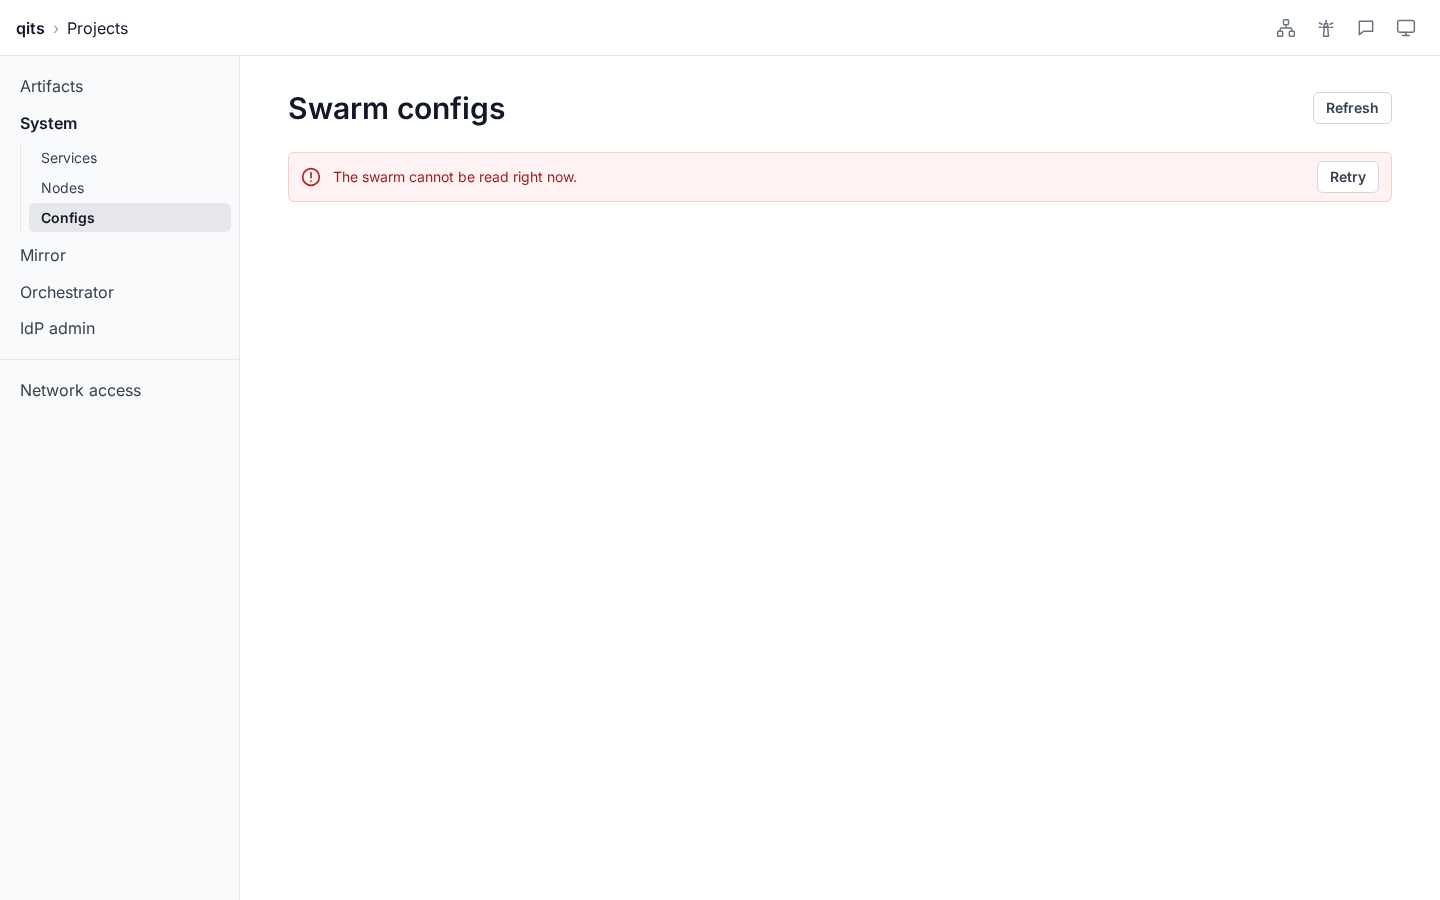 qits › Projects
Artifacts
System
Services
Nodes
Configs
Mirror
Orchestrator
IdP admin
Network access
Swarm configs
Refresh
The swarm cannot be read right now.
Retry